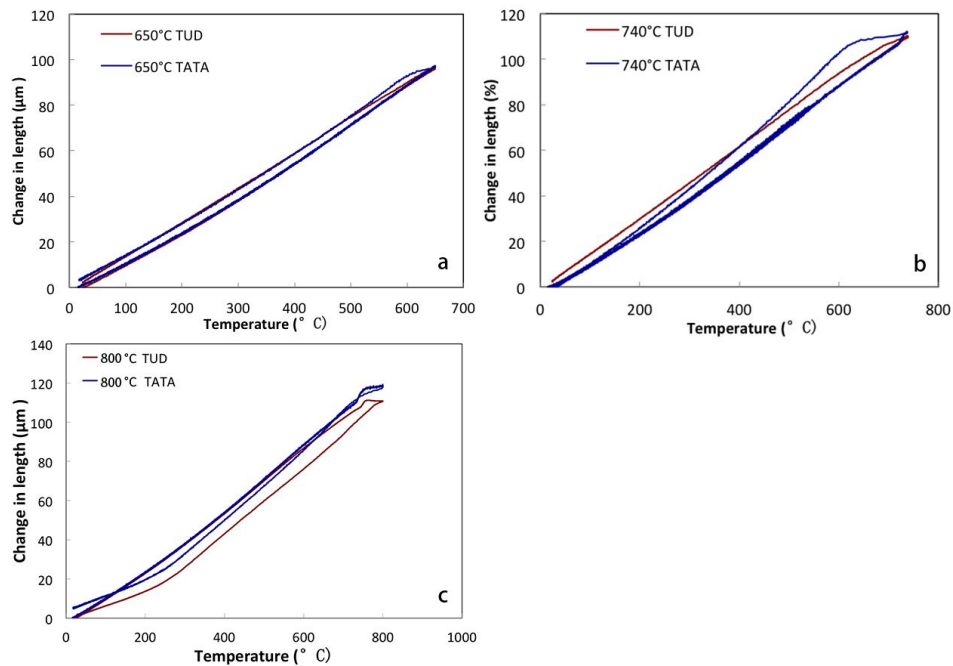 120
100
80
60
40
20
0
Change in length (µm)
650°C TUD
650°C TATA
a
0 100 200 300 400 500 600 700
Temperature (° C)
120
100
80
60
40
20
0
Change in length (%)
740°C TUD
740°C TATA
b
0 200 400 600 800
Temperature (° C)
140
120
100
80
60
40
20
0
Change in length (µm)
800°C TUD
800°C TATA
c
0 200 400 600 800 1000
Temperature (° C)